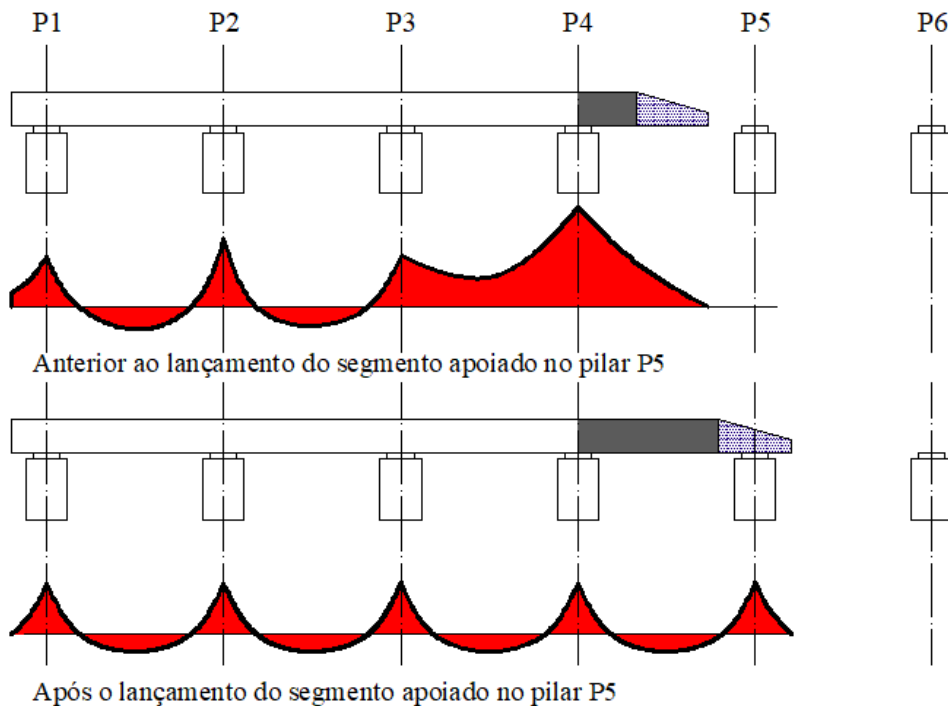 P1 P2 P3 P4 P5 P6
Anterior ao lançamento do segmento apoiado no pilar P5
Após o lançamento do segmento apoiado no pilar P5